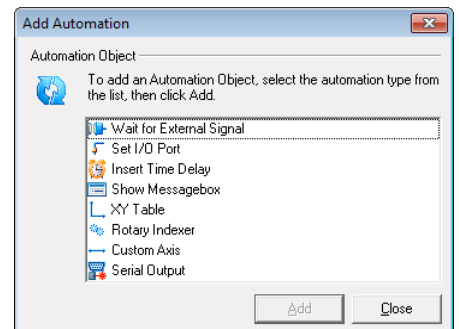 Add Automation
Automation Object
To add an Automation Object, select the automation type from
the list, then click Add.
Wait for External Signal
Set I/O Port
Insert Time Delay
Show Messagebox
XY Table
Rotary Indexer
Custom Axis
Serial Output
Add
Close